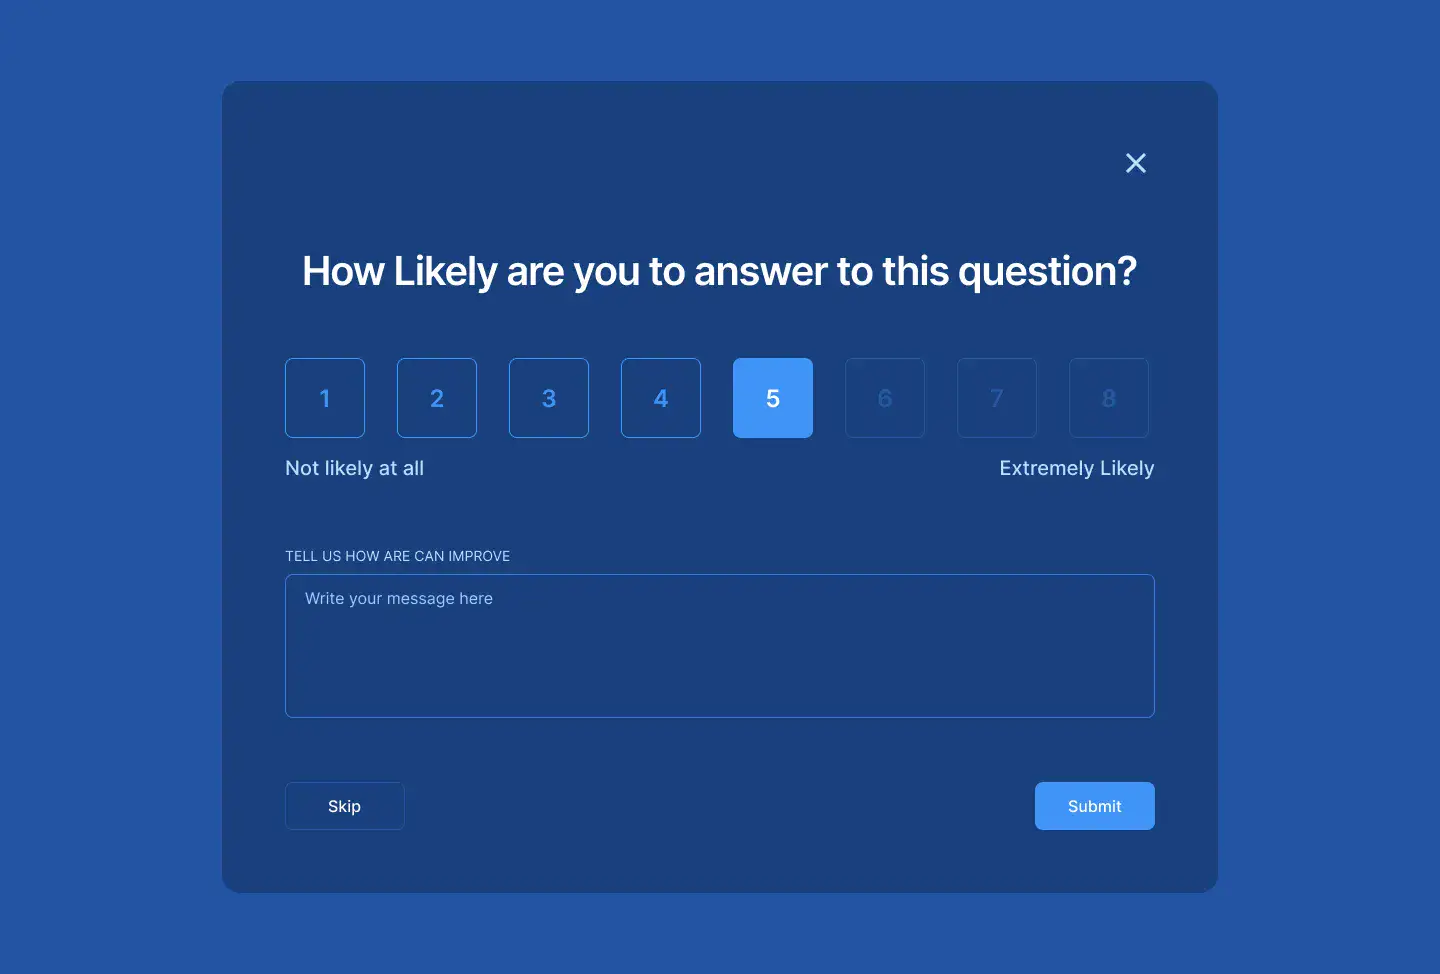 How Likely are you to answer to this question?
1 2 3 4 5 6 7 8
Not likely at all Extremely Likely
TELL US HOW ARE CAN IMPROVE
Write your message here
Skip Submit